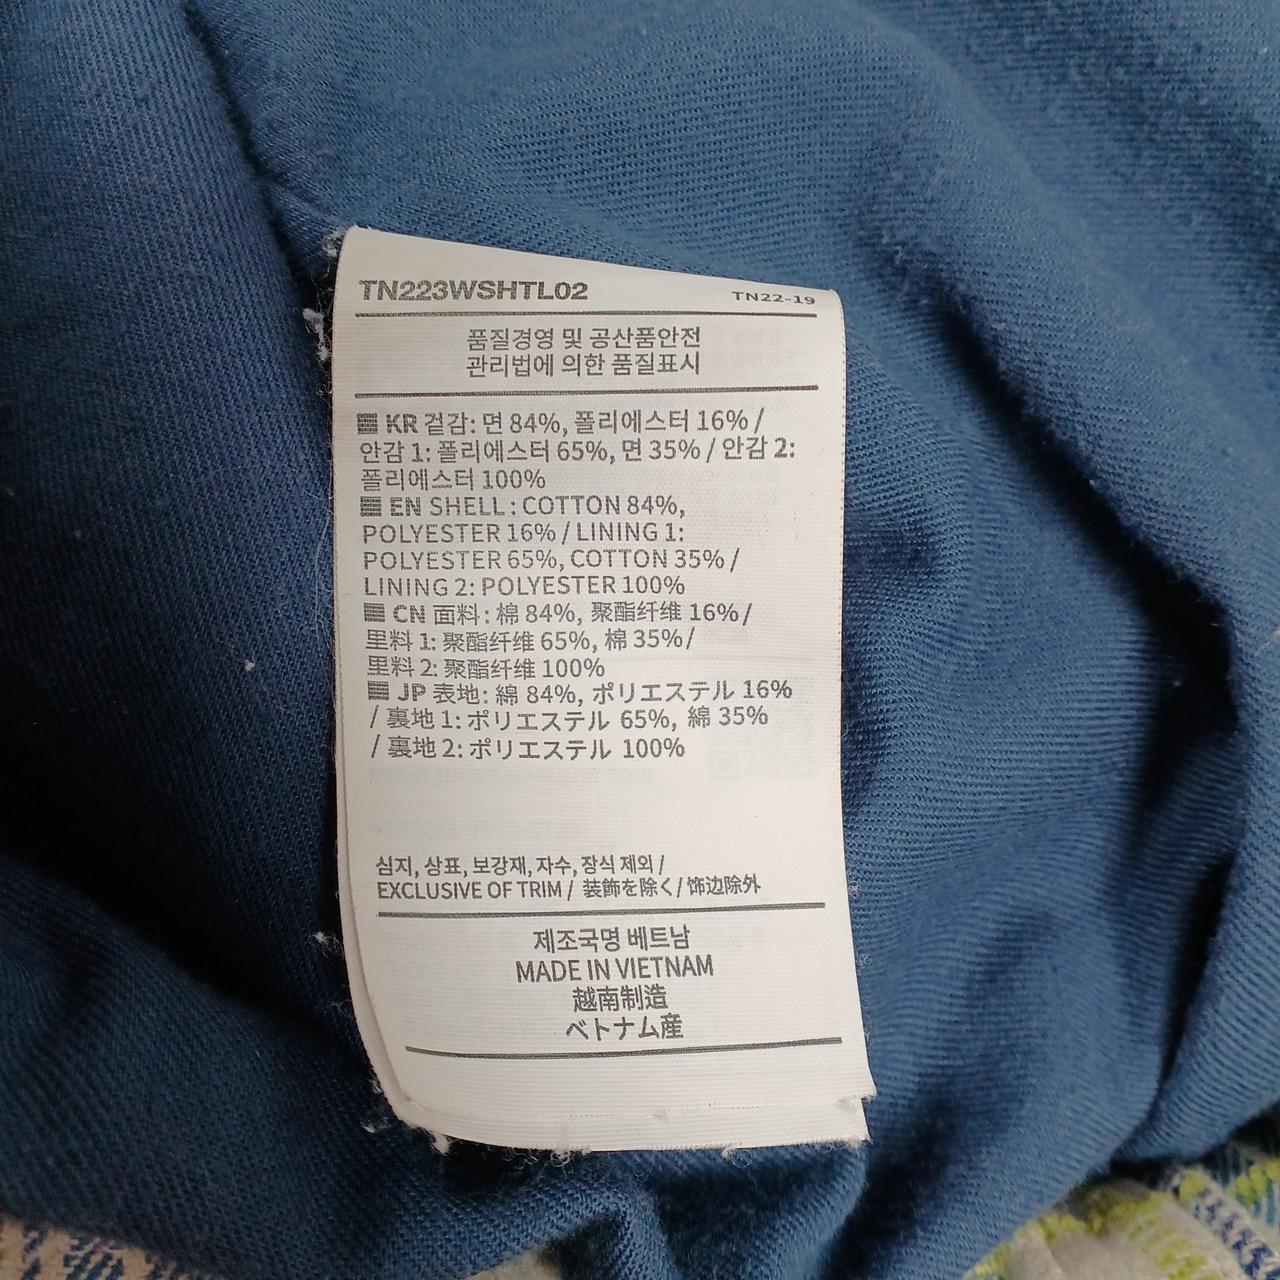 TN223WSHTL02
TN22-19
품질경영 및 공산품안전
관리법에 의한 품질표시
KR 겉감: 면 84%, 폴리에스터 16% /
안감 1: 폴리에스터 65%, 면 35% / 안감 2:
폴리에스터 100%
EN SHELL : COTTON 84%,
POLYESTER 16% / LINING 1:
POLYESTER 65%, COTTON 35% /
LINING 2: POLYESTER 100%
CN 面料 : 棉 84%, 聚酯纤维 16% /
里料 1: 聚酯纤维 65%, 棉 35% /
里料 2: 聚酯纤维 100%
JP 表地: 綿 84%, ポリエステル 16%
/ 裏地 1: ポリエステル 65%, 綿 35%
/ 裏地 2: ポリエステル 100%
심지, 상표, 보강재, 자수, 장식 제외 /
EXCLUSIVE OF TRIM / 装飾を除く / 饰边除外
제조국명 베트남
MADE IN VIETNAM
越南制造
ベトナム産